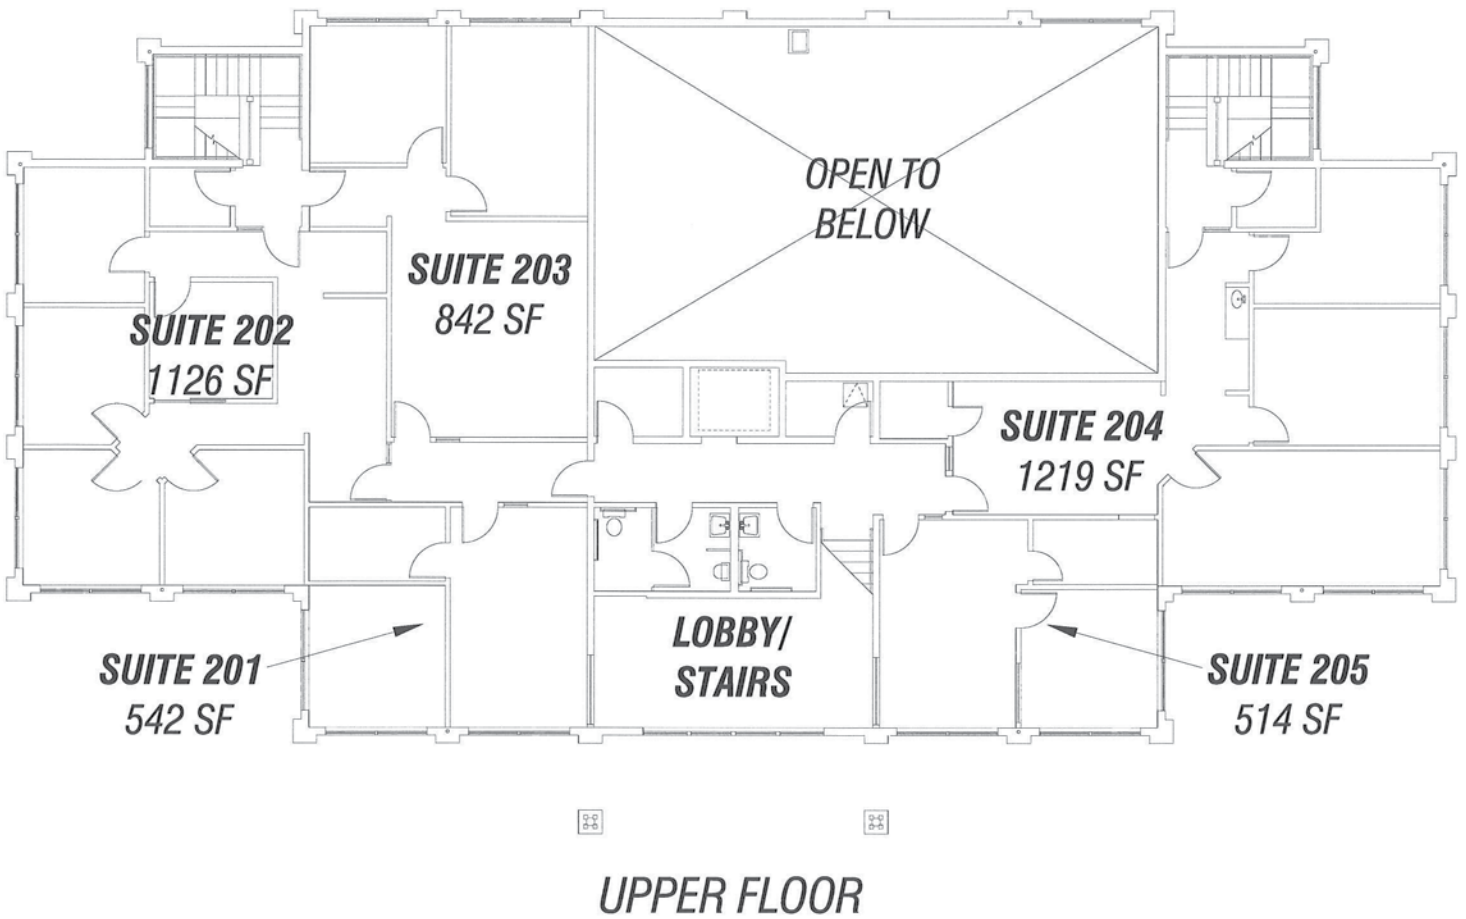 OPEN TO
BELOW
SUITE 203
842 SF
SUITE 202
1126 SF
SUITE 204
1219 SF
LOBBY/
STAIRS
SUITE 201
542 SF
SUITE 205
514 SF
UPPER FLOOR